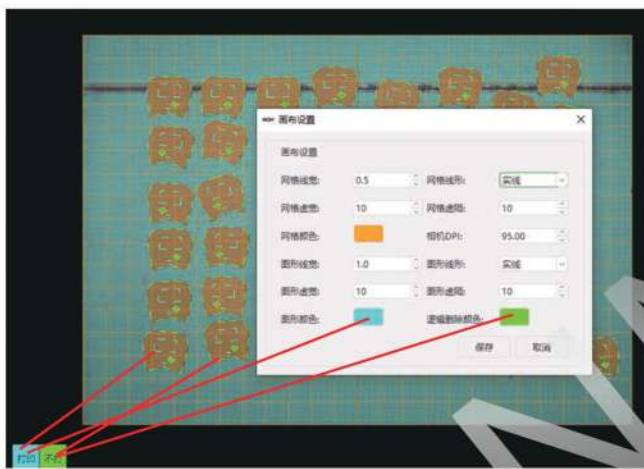 画布设置
画布设置
网格线宽: 0.5 网格线形: 实线
网格虚宽: 10 网格虚隔: 10
网格颜色: 相机DPI: 95.00
图形线宽: 1.0 图形线形: 实线
图形虚宽: 10 图形虚隔: 10
图形颜色: 逻辑删除颜色:
保存 取消
打印 不打